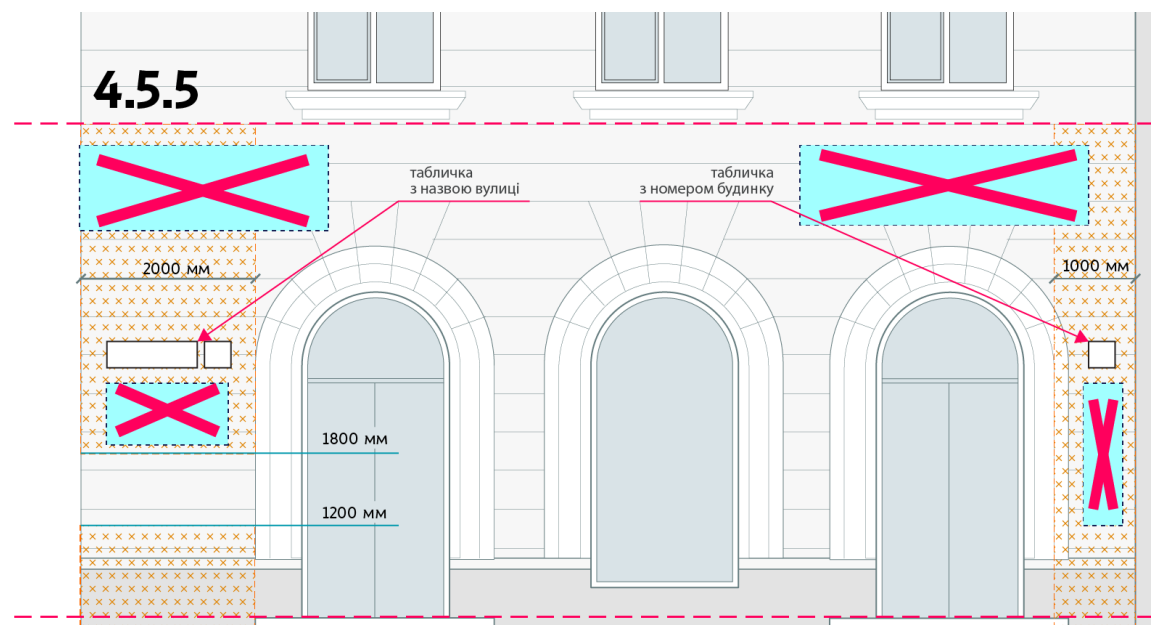 4.5.5
табличка
з назвою вулиці
табличка
з номером будинку
2000 мм
1000 мм
1800 мм
1200 мм